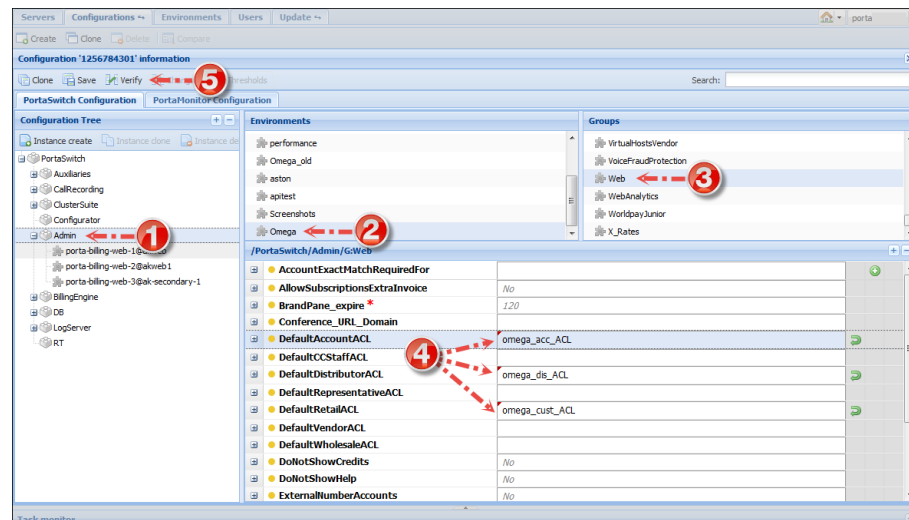 Servers Configurations Environments Users Update porta
Create Clone Delete Compare
Configuration '1256784301' information
Clone Save Verify 5 resholds Search:
PortaSwitch Configuration PortaMonitor Configuration
Configuration Tree
Instance create Instance clone Instance de
PortaSwitch
Auxiliaries
CallRecording
ClusterSuite
Configurator
Admin 1
porta-billing-web-1@
porta-billing-web-2@akweb1
porta-billing-web-3@ak-secondary-1
BillingEngine
DB
LogServer
RT
Environments
performance
Omega_old
aston
apitest
Screenshots
Omega 2
Groups
VirtualHostsVendor
VoiceFraudProtection
Web 3
WebAnalytics
WorldpayJunior
X_Rates
/PortaSwitch/Admin/G:Web
AccountExactMatchRequiredFor
AllowSubscriptionsExtraInvoice No
BrandPane_expire * 120
Conference_URL_Domain
DefaultAccountACL omega_acc_ACL
DefaultCCStaffACL 4
DefaultDistributorACL omega_dis_ACL
DefaultRepresentativeACL
DefaultRetailACL omega_cust_ACL
DefaultVendorACL
DefaultWholesaleACL
DoNotShowCredits No
DoNotShowHelp No
ExternalNumberAccounts No
Task monitor